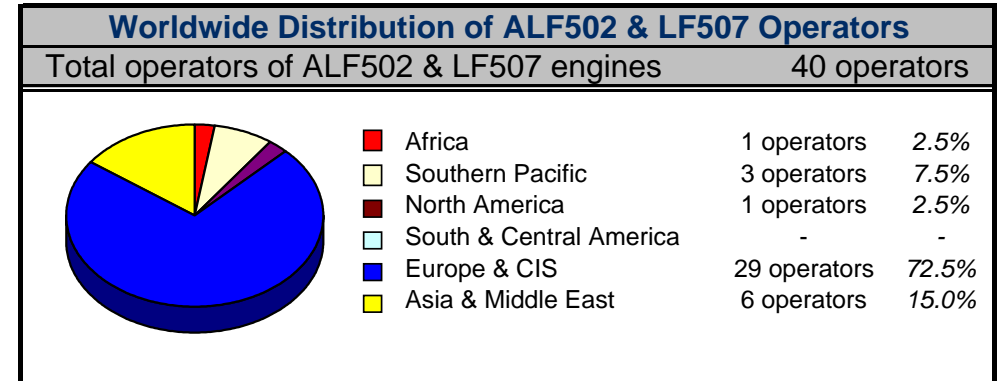 Worldwide Distribution of ALF502 & LF507 Operators
Total operators of ALF502 & LF507 engines 40 operators
Africa 1 operators 2.5%
Southern Pacific 3 operators 7.5%
North America 1 operators 2.5%
South & Central America - -
Europe & CIS 29 operators 72.5%
Asia & Middle East 6 operators 15.0%